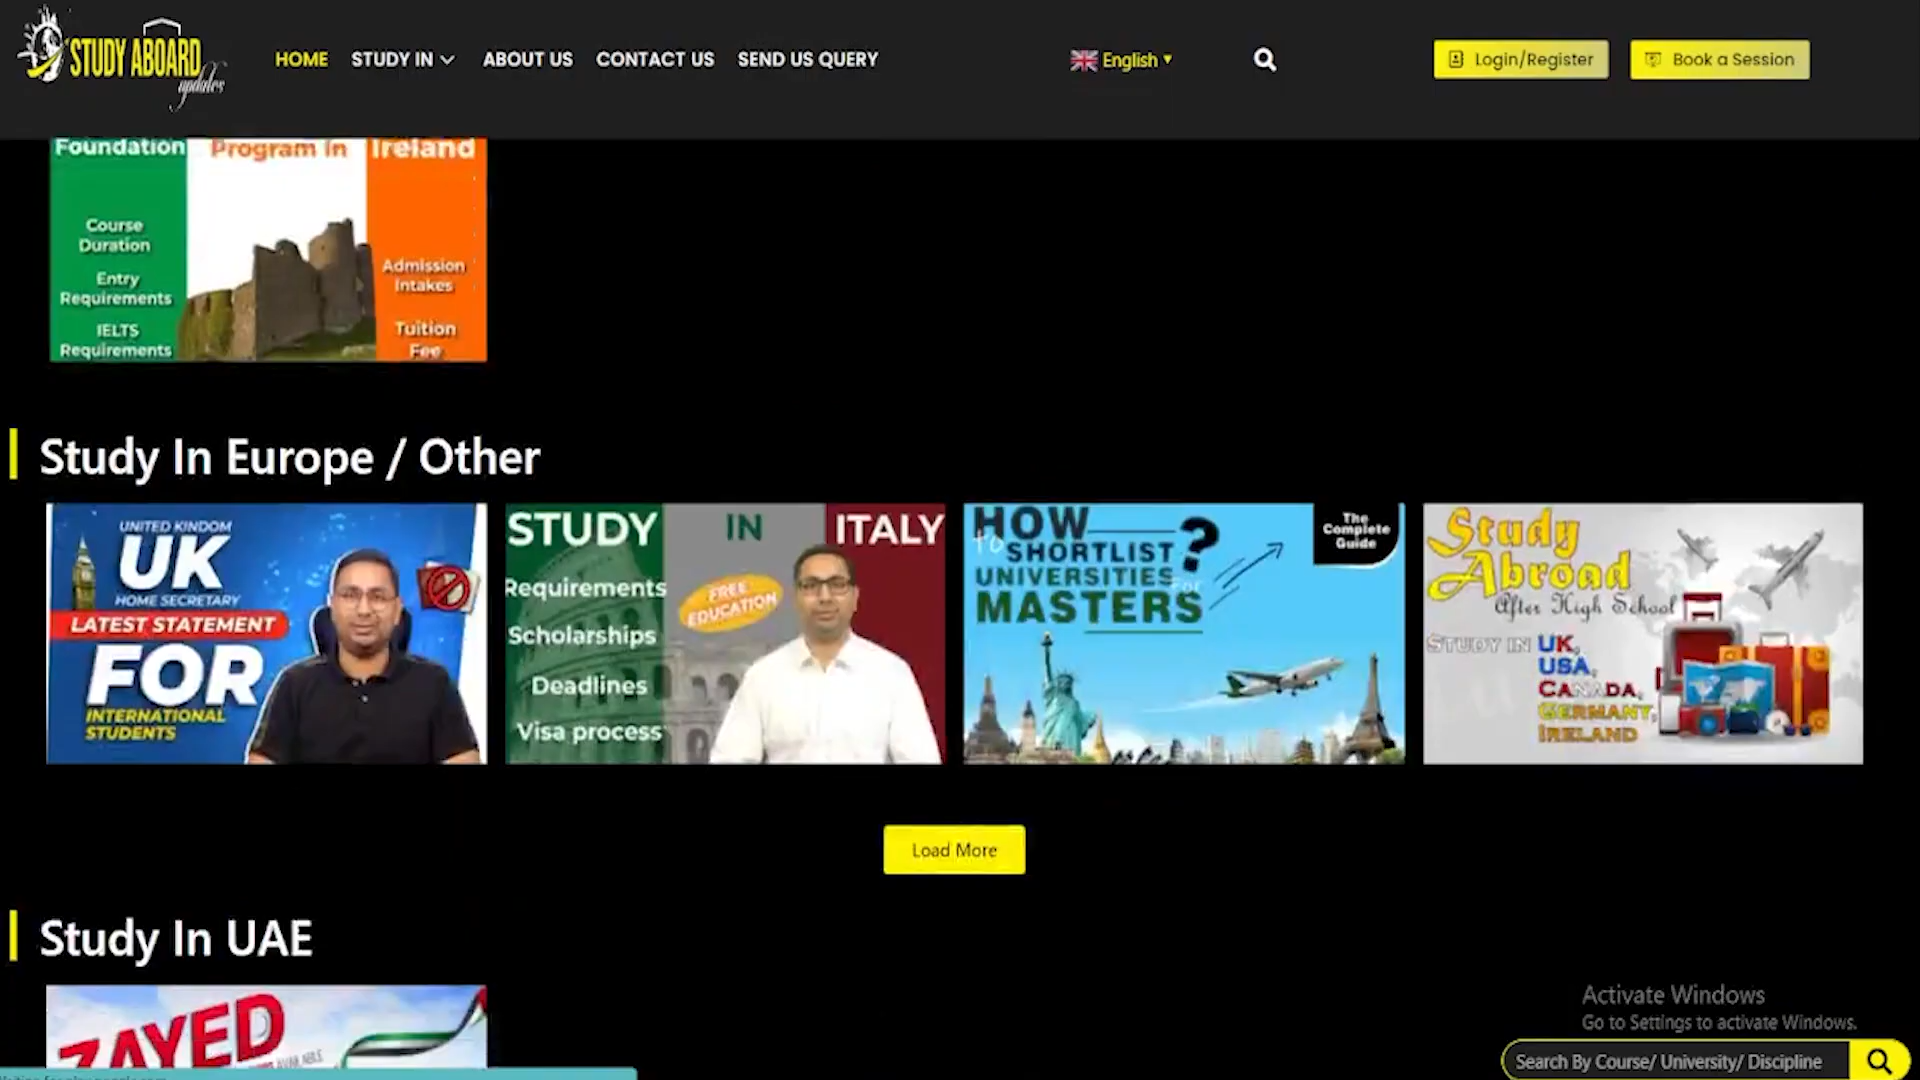 STUDY ABOARD
updates
HOME
STUDY IN
ABOUT US
CONTACT US
SEND US QUERY
English
Login/Register
Book a Session
Foundation Program In Ireland
Course
Duration
Entry
Requirements
IELTS
Requirements
Admission
Intakes
Tuition
Fee
Study In Europe / Other
UNITED KINDOM
UK
HOME SECRETARY
LATEST STATEMENT
FOR
INTERNATIONAL
STUDENTS
STUDY IN ITALY
Requirements
Scholarships
Deadlines
Visa process
FREE
EDUCATION
HOW
to SHORTLIST
UNIVERSITIES for
MASTERS
?
The
Complete
Guide
Study
Abroad
After High School
STUDY IN UK,
USA,
CANADA,
GERMANY,
IRELAND
Load More
Study In UAE
ZAYED
AVAILABLE
Activate Windows
Go to Settings to activate Windows.
Search By Course/ University/ Discipline